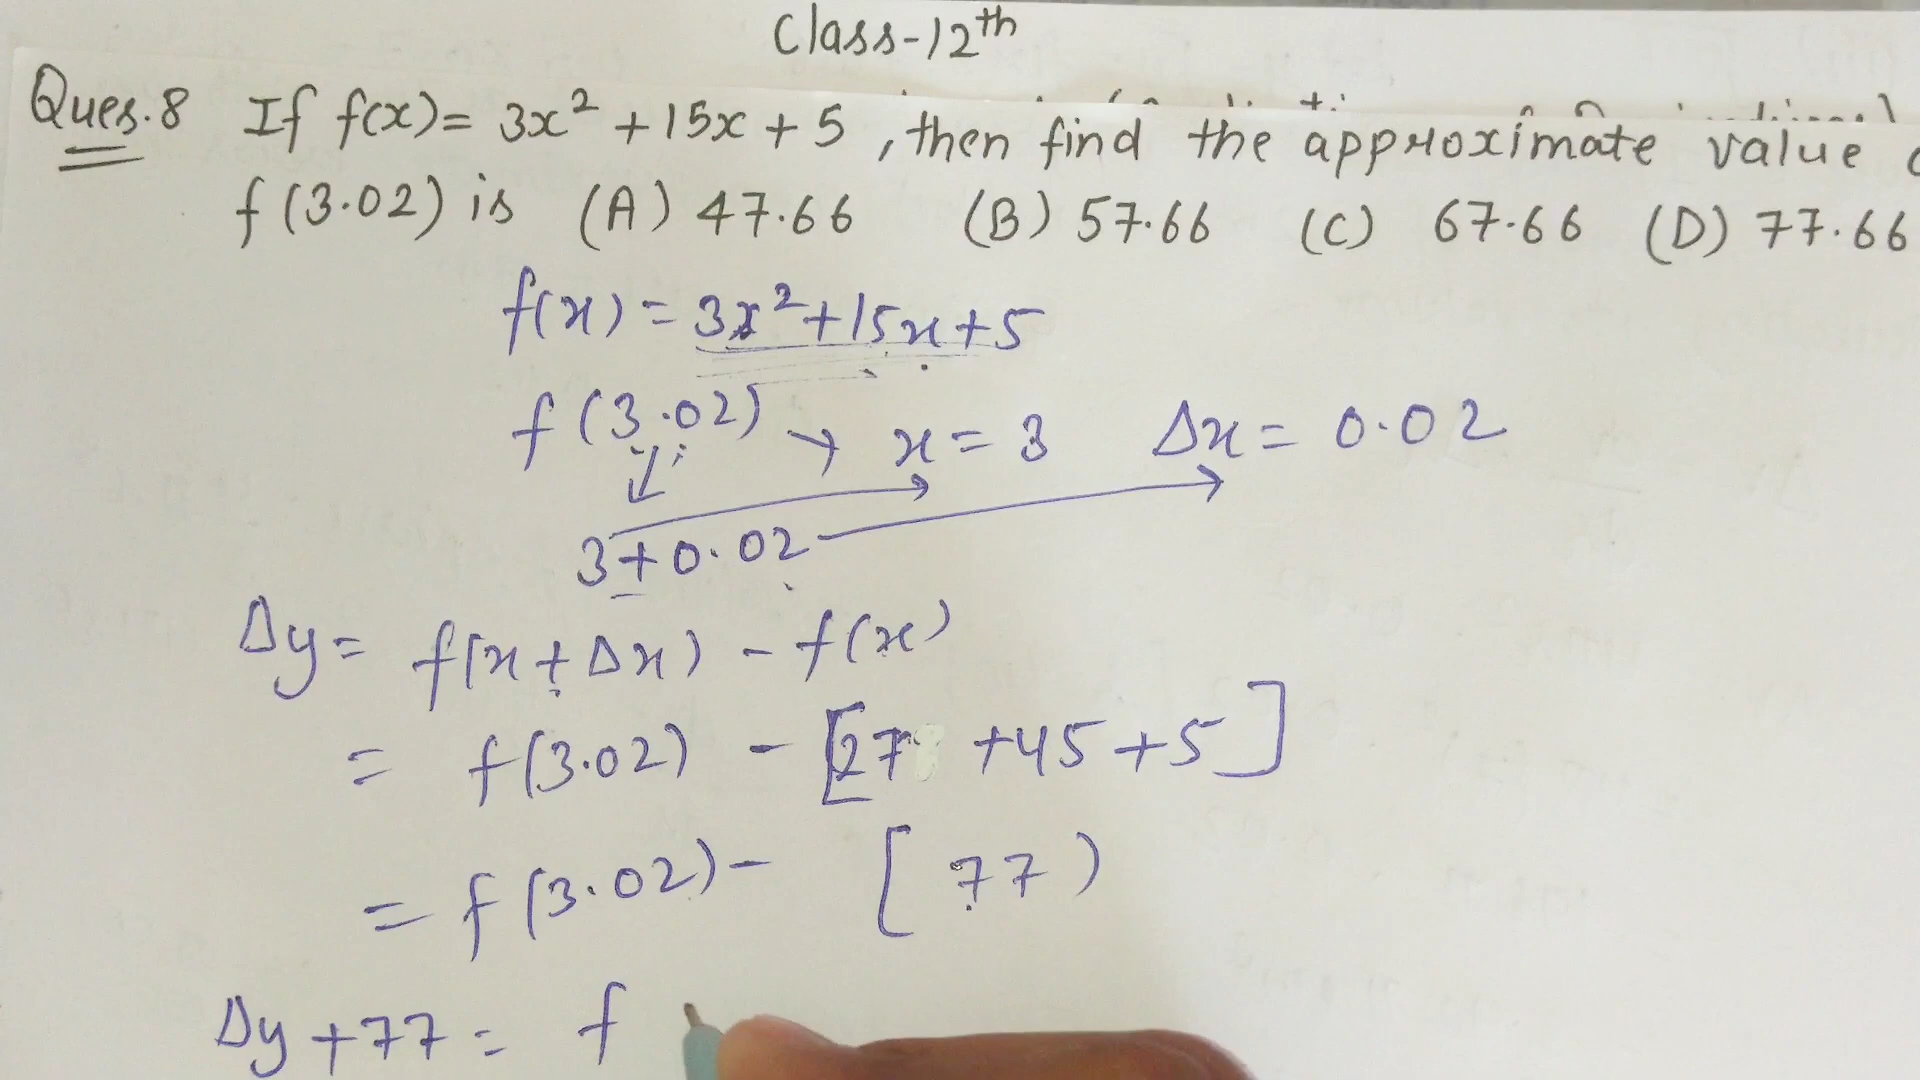 Class-12th
Ques.8 If f(x)= 3x² +15x + 5 , then find the approximate value
f(3.02) is (A) 47.66 (B) 57.66 (C) 67.66 (D) 77.66
f(x) = 3x²+15x+5
f(3.02) → x = 3 Δx = 0.02
3+0.02
Δy = f(x+Δx) - f(x)
= f(3.02) - [27 +45+5]
= f(3.02) - [77)
Δy +77 = f